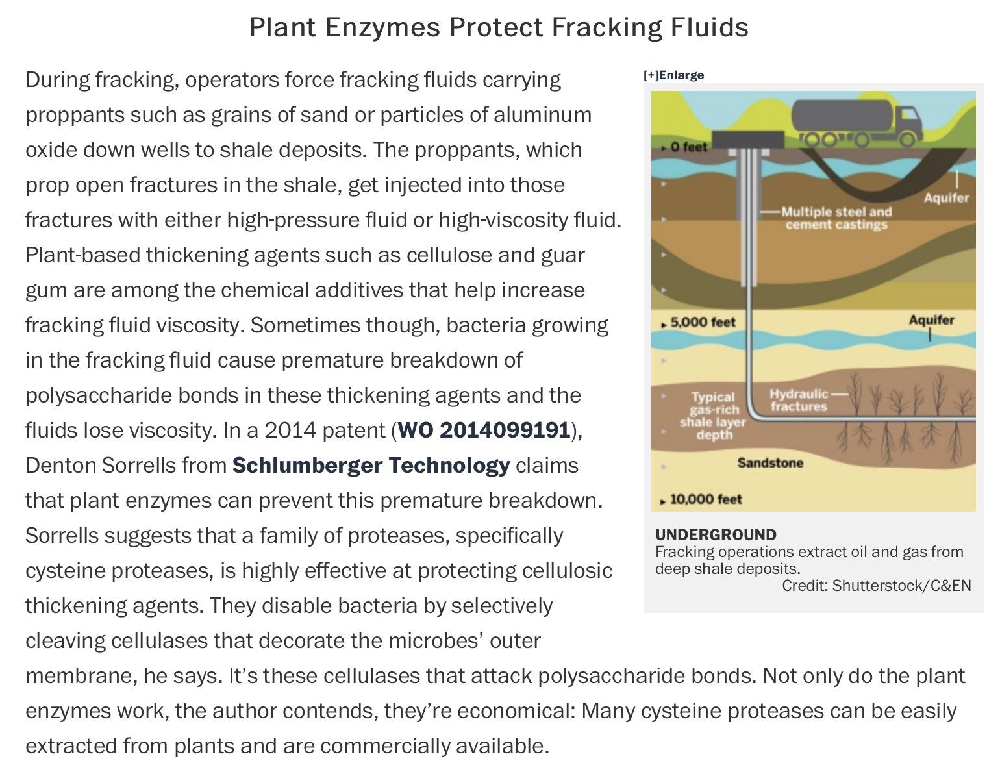 Plant Enzymes Protect Fracking Fluids
During fracking, operators force fracking fluids carrying
proppants such as grains of sand or particles of aluminum
oxide down wells to shale deposits. The proppants, which
prop open fractures in the shale, get injected into those
fractures with either high-pressure fluid or high-viscosity fluid.
Plant-based thickening agents such as cellulose and guar
gum are among the chemical additives that help increase
fracking fluid viscosity. Sometimes though, bacteria growing
in the fracking fluid cause premature breakdown of
polysaccharide bonds in these thickening agents and the
fluids lose viscosity. In a 2014 patent (WO 2014099191),
Denton Sorrells from Schlumberger Technology claims
that plant enzymes can prevent this premature breakdown.
Sorrells suggests that a family of proteases, specifically
cysteine proteases, is highly effective at protecting cellulosic
thickening agents. They disable bacteria by selectively
cleaving cellulases that decorate the microbes’ outer
membrane, he says. It’s these cellulases that attack polysaccharide bonds. Not only do the plant
enzymes work, the author contends, they’re economical: Many cysteine proteases can be easily
extracted from plants and are commercially available.
[+]Enlarge
0 feet
Aquifer
Multiple steel and
cement castings
5,000 feet
Aquifer
Typical
gas-rich
shale layer
depth
Hydraulic
fractures
Sandstone
10,000 feet
UNDERGROUND
Fracking operations extract oil and gas from
deep shale deposits.
Credit: Shutterstock/C&EN